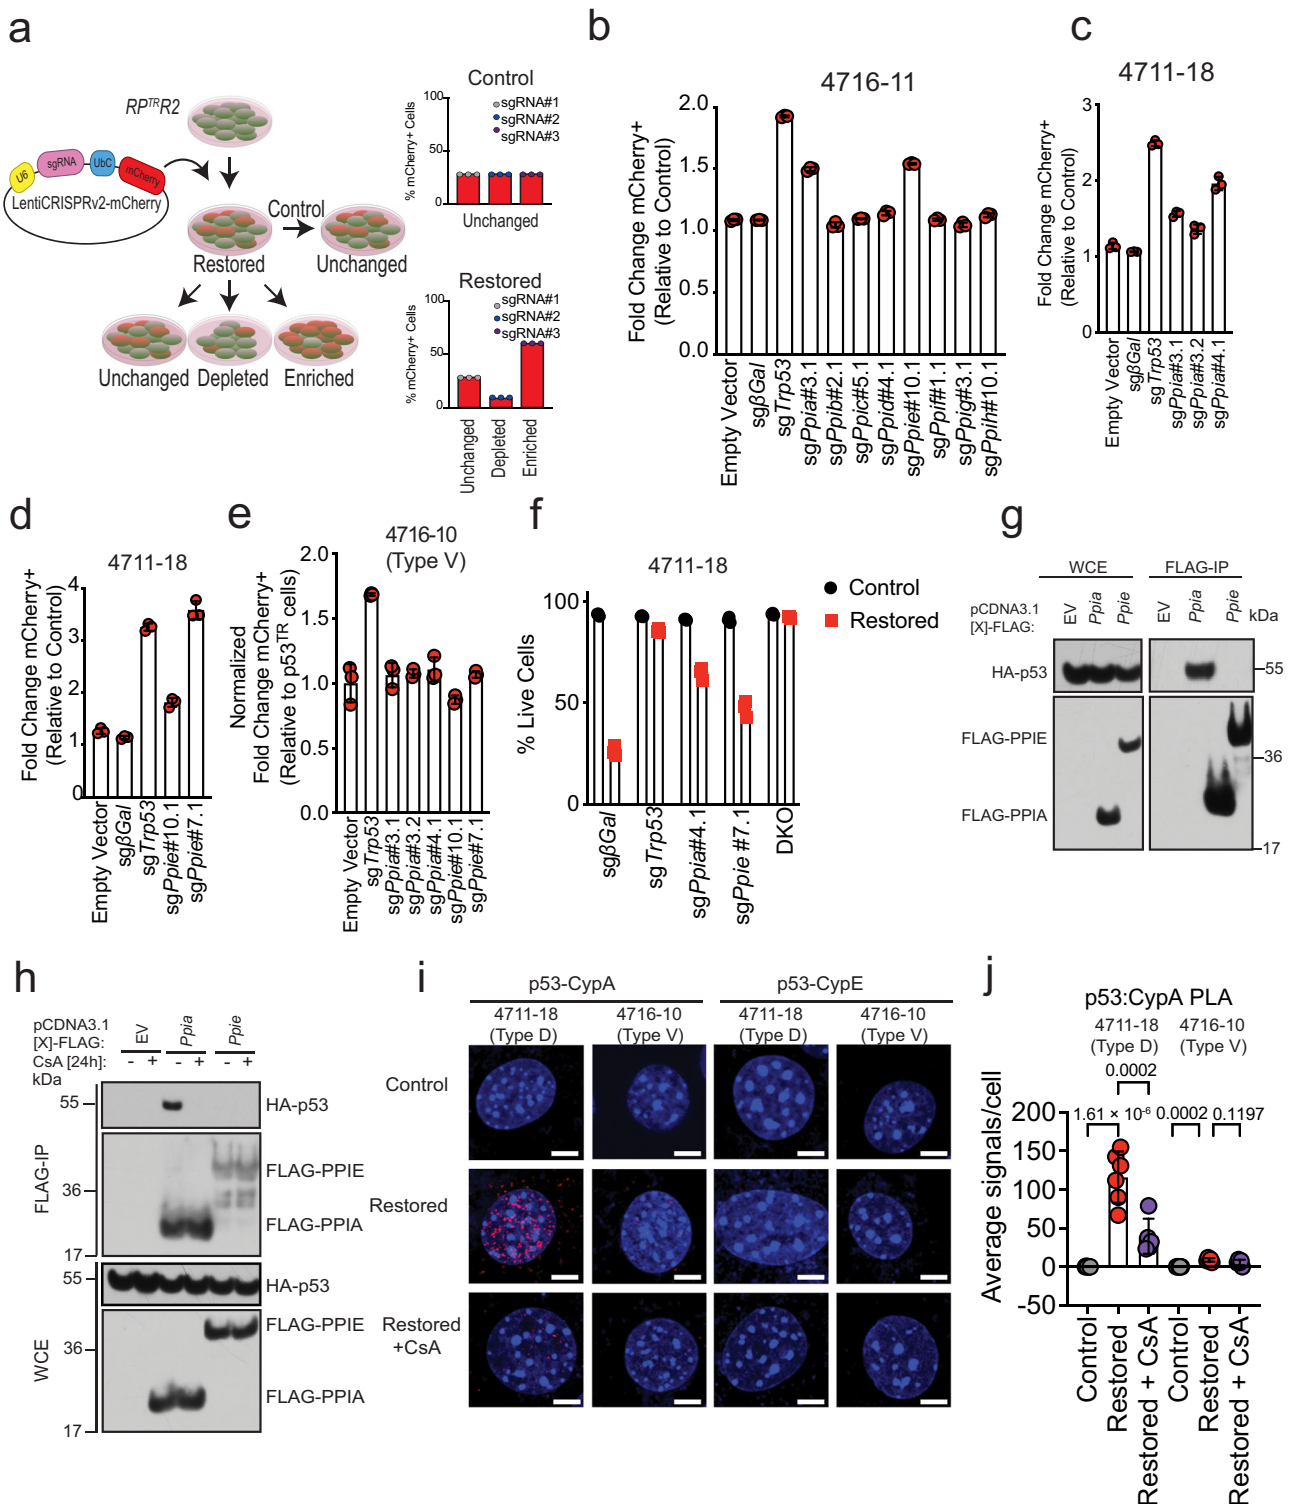 a
RPTRR2
U6
sgRNA
UbC
mCherry
LentiCRISPRv2-mCherry
Control
Restored
Unchanged
Unchanged Depleted Enriched
Control
100
50
0
% mCherry+ Cells
sgRNA#1
sgRNA#2
sgRNA#3
Unchanged
Restored
100
50
0
% mCherry+ Cells
sgRNA#1
sgRNA#2
sgRNA#3
Unchanged
Depleted
Enriched
b
4716-11
Fold Change mCherry+
(Relative to Control)
2.0
1.5
1.0
0.5
0.0
Empty Vector
sgβGal
sgTrp53
sgPpia#3.1
sgPpib#2.1
sgPpic#5.1
sgPpid#4.1
sgPpie#10.1
sgPpif#1.1
sgPpig#3.1
sgPpih#10.1
c
4711-18
Fold Change mCherry+
(Relative to Control)
3
2
1
0
Empty Vector
sgβGal
sgTrp53
sgPpia#3.1
sgPpia#3.2
sgPpia#4.1
d
4711-18
Fold Change mCherry+
(Relative to Control)
4
3
2
1
0
Empty Vector
sgβGal
sgTrp53
sgPpie#10.1
sgPpie#7.1
e
4716-10
(Type V)
Normalized
Fold Change mCherry+
(Relative to p53TR cells)
2.0
1.5
1.0
0.5
0.0
Empty Vector
sgTrp53
sgPpia#3.1
sgPpia#3.2
sgPpia#4.1
sgPpie#10.1
sgPpie#7.1
f
4711-18
% Live Cells
100
50
0
Control
Restored
sgβGal
sgTrp53
sgPpia#4.1
sgPpie #7.1
DKO
g
WCE
FLAG-IP
pCDNA3.1
[X]-FLAG:
EV
Ppia
Ppie
EV
Ppia
Ppie
kDa
HA-p53
FLAG-PPIE
FLAG-PPIA
55
36
17
h
pCDNA3.1
[X]-FLAG:
EV
Ppia
Ppie
CsA [24h]:
- + - + - +
kDa
55
HA-p53
FLAG-IP
FLAG-PPIE
36
FLAG-PPIA
17
55
HA-p53
WCE
FLAG-PPIE
36
FLAG-PPIA
17
i
p53-CypA
p53-CypE
4711-18
(Type D)
4716-10
(Type V)
4711-18
(Type D)
4716-10
(Type V)
Control
Restored
Restored
+CsA
j
p53:CypA PLA
4711-18
(Type D)
4716-10
(Type V)
0.0002
1.61 × 10-6
0.0002
0.1197
Average signals/cell
200
150
100
50
0
-50
Control
Restored
Restored + CsA
Control
Restored
Restored + CsA